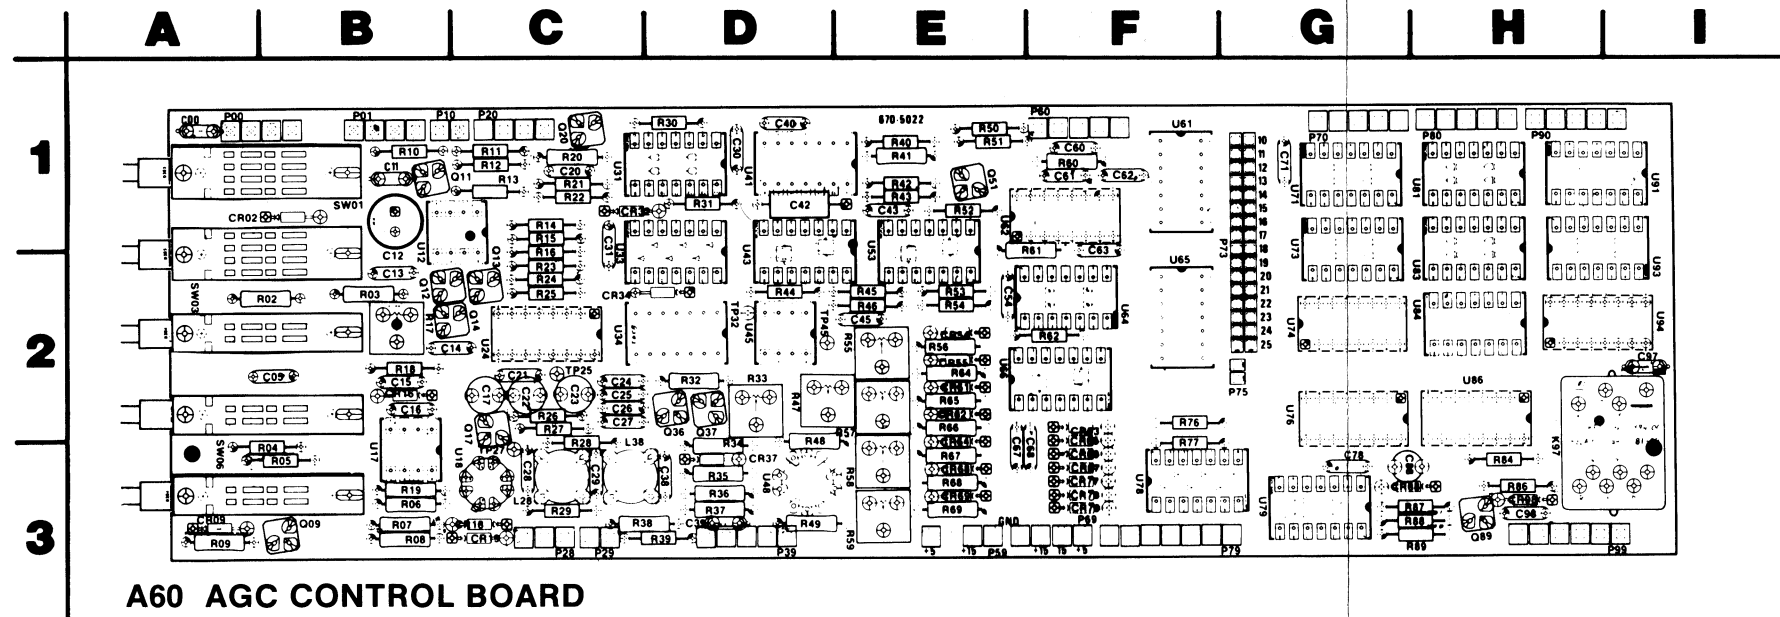 A B C D E F G H I
1
2
3
C00 P00 P01 P10 P20 R30 C40 670-5022 R50 P60 U61 10 P70 P80 P90
R10 R11 R20 C30 R40 R51 C60 11 C71
C11 R12 C20 U31 U41 R41 Q51 R60 12
Q11 R13 R21 R42 C61 C62 13 U71 U81 U91
SW01 R22 R31 C42 R43 14
CR02 C43 R52 15
R14 16
U12 R15 C31 U33 U43 U53 R61 C63 P73 17
C12 R16 18 U73 U83 U93
C13 Q12 Q13 R23 U65 19
R24 CR34 R44 R45 R53 C54 20
SW03 R02 R03 R25 R46 R54 21
R17 Q14 TP32 TP45 C45 U64 22 U74 U84 U94
C14 U24 U34 U45 R55 R62 23
R56 24
R18 U66 25
C05 C15 C21 TP25 C24 R32 R33 R64 P75 U86 C97
C16 C17 C23 C25 R47 R65
R26 C26 R66 R76 U76
Q17 R27 C27 Q36 Q37 R57
SW06 R04 U17 TP27 R28 L38 R34 R48 R77 K97
R05 U18 C28 C29 C38 CR37 R67 C67 C68 C78 R84
R19 L28 R35 U48 R58 R68 U78 R86
R06 R29 R36 R69 U79 R87
CR09 Q09 R07 R37 R88 C96
R09 R08 R38 R39 R49 R59 GND P69 R89 Q89
P28 P29 P39 +5 +15 P59 +15 15 +5 P79 P99
A60 AGC CONTROL BOARD